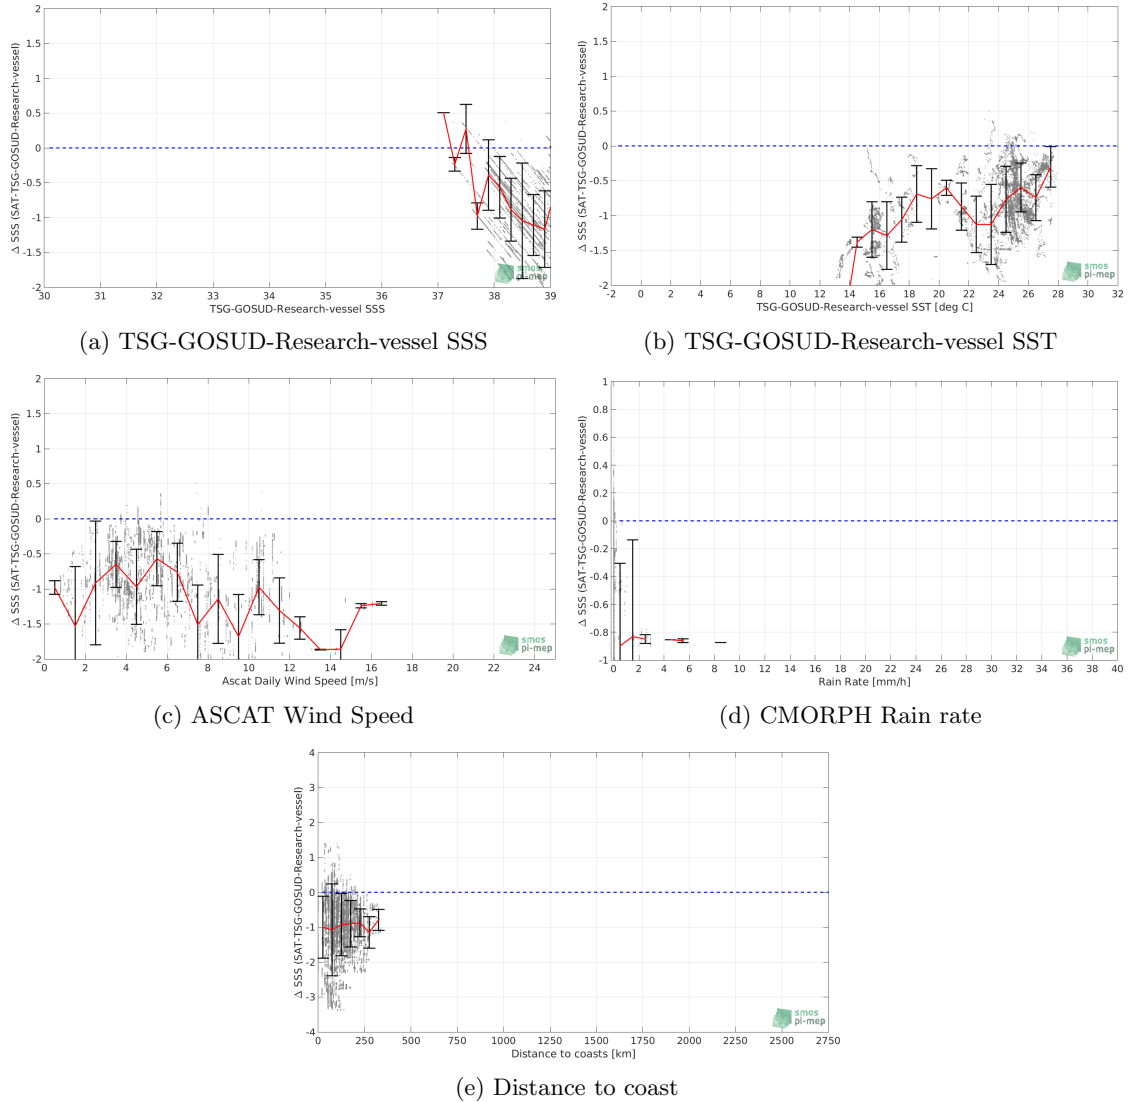 2
1.5
1
0.5
0
-0.5
-1
-1.5
-2
Δ SSS (SAT-TSG-GOSUD-Research-vessel)
30 31 32 33 34 35 36 37 38 39
TSG-GOSUD-Research-vessel SSS
smos
pi-mep
(a) TSG-GOSUD-Research-vessel SSS
2
1.5
1
0.5
0
-0.5
-1
-1.5
-2
Δ SSS (SAT-TSG-GOSUD-Research-vessel)
-2 0 2 4 6 8 10 12 14 16 18 20 22 24 26 28 30 32
TSG-GOSUD-Research-vessel SST [deg C]
smos
pi-mep
(b) TSG-GOSUD-Research-vessel SST
2
1.5
1
0.5
0
-0.5
-1
-1.5
-2
Δ SSS (SAT-TSG-GOSUD-Research-vessel)
0 2 4 6 8 10 12 14 16 18 20 22 24
Ascat Daily Wind Speed [m/s]
smos
pi-mep
(c) ASCAT Wind Speed
1
0.8
0.6
0.4
0.2
0
-0.2
-0.4
-0.6
-0.8
-1
Δ SSS (SAT-TSG-GOSUD-Research-vessel)
0 2 4 6 8 10 12 14 16 18 20 22 24 26 28 30 32 34 36 38 40
Rain Rate [mm/h]
smos
pi-mep
(d) CMORPH Rain rate
4
3
2
1
0
-1
-2
-3
-4
Δ SSS (SAT-TSG-GOSUD-Research-vessel)
0 250 500 750 1000 1250 1500 1750 2000 2250 2500 2750
Distance to coasts [km]
smos
pi-mep
(e) Distance to coast